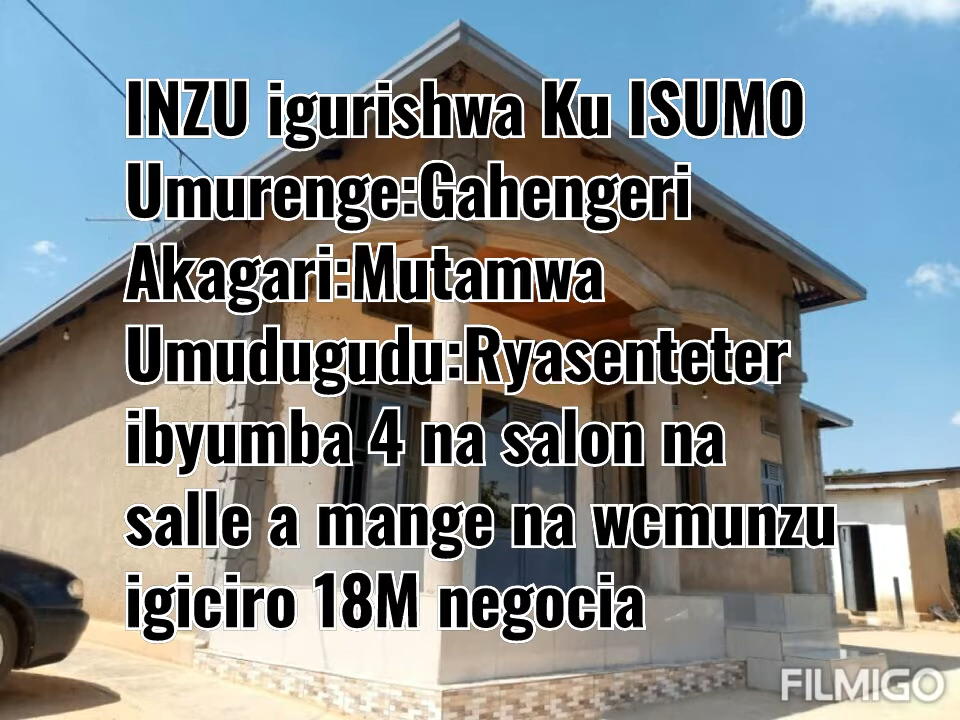 INZU igurishwa Ku ISUMO
Umurenge:Gahengeri
Akagari:Mutamwa
Umudugudu:Ryasenteter
ibyumba 4 na salon na
salle a mange na wcmunzu
igiciro 18M negocia
FILMIGO